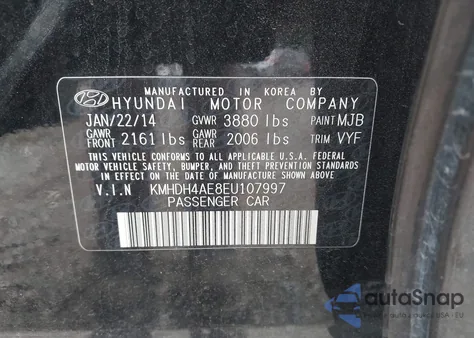 MANUFACTURED IN KOREA BY
HYUNDAI MOTOR COMPANY
JAN/22/14 GVWR 3880 lbs PAINT MJB
GAWR FRONT 2161 lbs GAWR REAR 2006 lbs TRIM VYF
THIS VEHICLE CONFORMS TO ALL APPLICABLE U.S.A. FEDERAL
MOTOR VEHICLE SAFETY, BUMPER, AND THEFT PREVENTION
STANDARDS IN EFFECT ON THE DATE OF MANUFACTURE SHOWN ABOVE.
V.I.N KMHDH4AE8EU107997
PASSENGER CAR
autoSnap